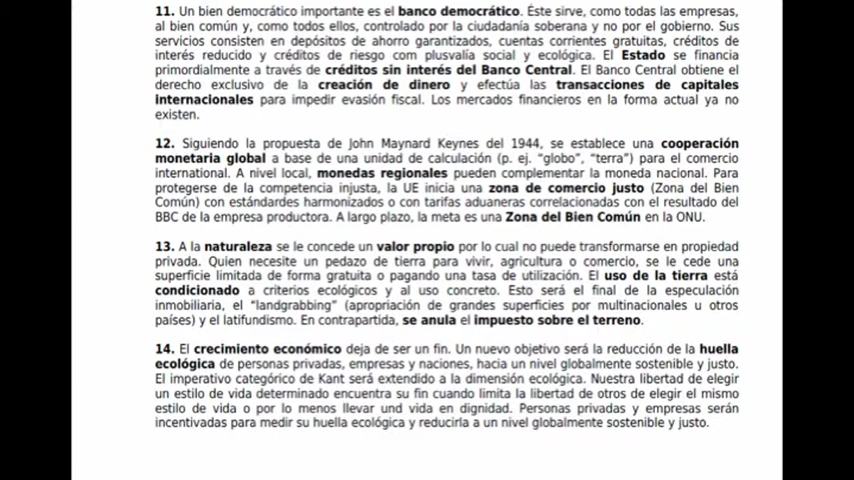 11. Un bien democrático importante es el banco democrático. Éste sirve, como todas las empresas,
al bien común y, como todos ellos, controlado por la ciudadanía soberana y no por el gobierno. Sus
servicios consisten en depósitos de ahorro garantizados, cuentas corrientes gratuitas, créditos de
interés reducido y créditos de riesgo com plusvalía social y ecológica. El Estado se financia
primordialmente a través de créditos sin interés del Banco Central. El Banco Central obtiene el
derecho exclusivo de la creación de dinero y efectúa las transacciones de capitales
internacionales para impedir evasión fiscal. Los mercados financieros en la forma actual ya no
existen.
12. Siguiendo la propuesta de John Maynard Keynes del 1944, se establece una cooperación
monetaria global a base de una unidad de calculación (p. ej. “globo”, “terra”) para el comercio
international. A nivel local, monedas regionales pueden complementar la moneda nacional. Para
protegerse de la competencia injusta, la UE inicia una zona de comercio justo (Zona del Bien
Común) con estándares harmonizados o con tarifas aduaneras correlacionadas con el resultado del
BBC de la empresa productora. A largo plazo, la meta es una Zona del Bien Común en la ONU.
13. A la naturaleza se le concede un valor propio por lo cual no puede transformarse en propiedad
privada. Quien necesite un pedazo de tierra para vivir, agricultura o comercio, se le cede una
superficie limitada de forma gratuita o pagando una tasa de utilización. El uso de la tierra está
condicionado a criterios ecológicos y al uso concreto. Esto será el final de la especulación
inmobiliaria, el “landgrabbing” (apropriación de grandes superficies por multinacionales u otros
países) y el latifundismo. En contrapartida, se anula el impuesto sobre el terreno.
14. El crecimiento económico deja de ser un fin. Un nuevo objetivo será la reducción de la huella
ecológica de personas privadas, empresas y naciones, hacia un nivel globalmente sostenible y justo.
El imperativo categórico de Kant será extendido a la dimensión ecológica. Nuestra libertad de elegir
un estilo de vida determinado encuentra su fin cuando limita la libertad de otros de elegir el mismo
estilo de vida o por lo menos llevar und vida en dignidad. Personas privadas y empresas serán
incentivadas para medir su huella ecológica y reducirla a un nivel globalmente sostenible y justo.